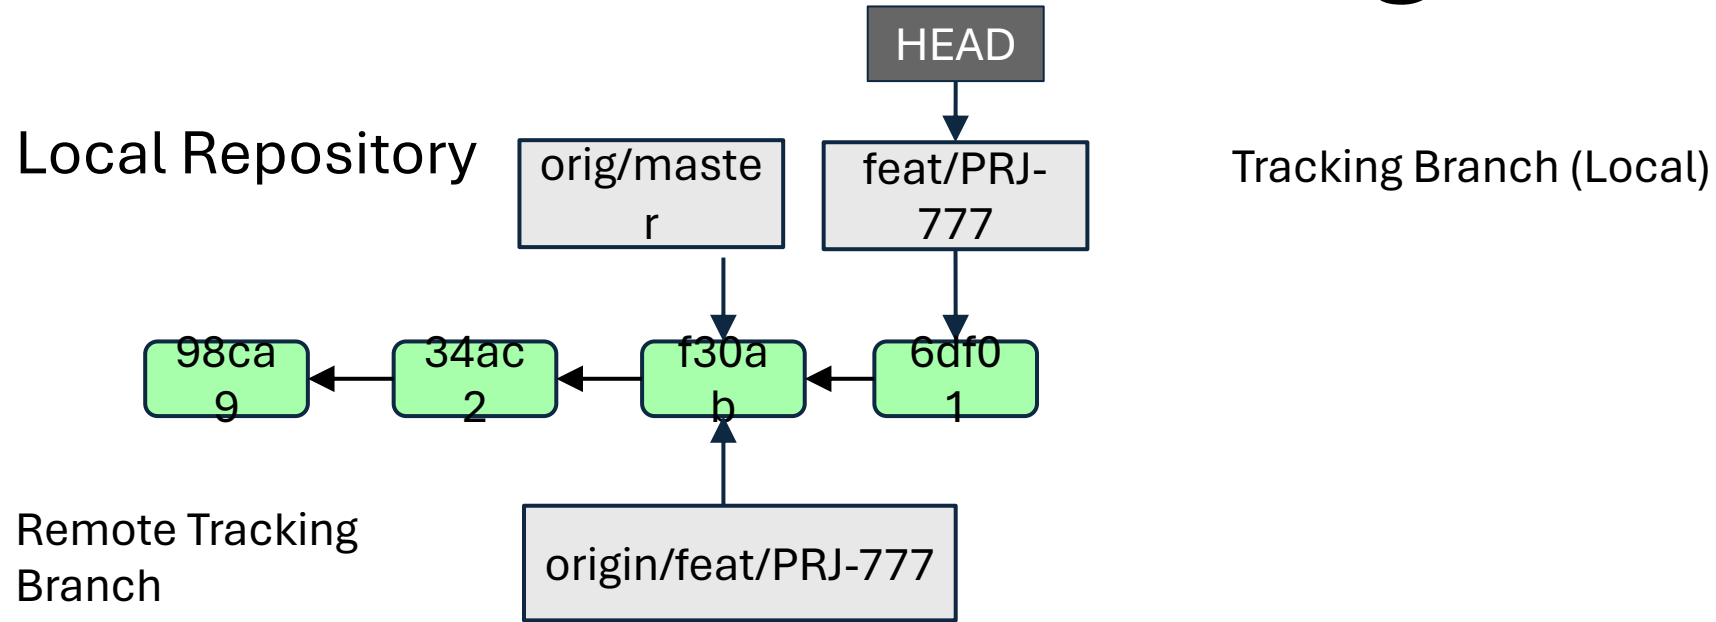 HEAD
Local Repository
orig/maste
r
feat/PRJ-
777
Tracking Branch (Local)
98ca
9
34ac
2
f30a
b
6df0
1
Remote Tracking
Branch
origin/feat/PRJ-777